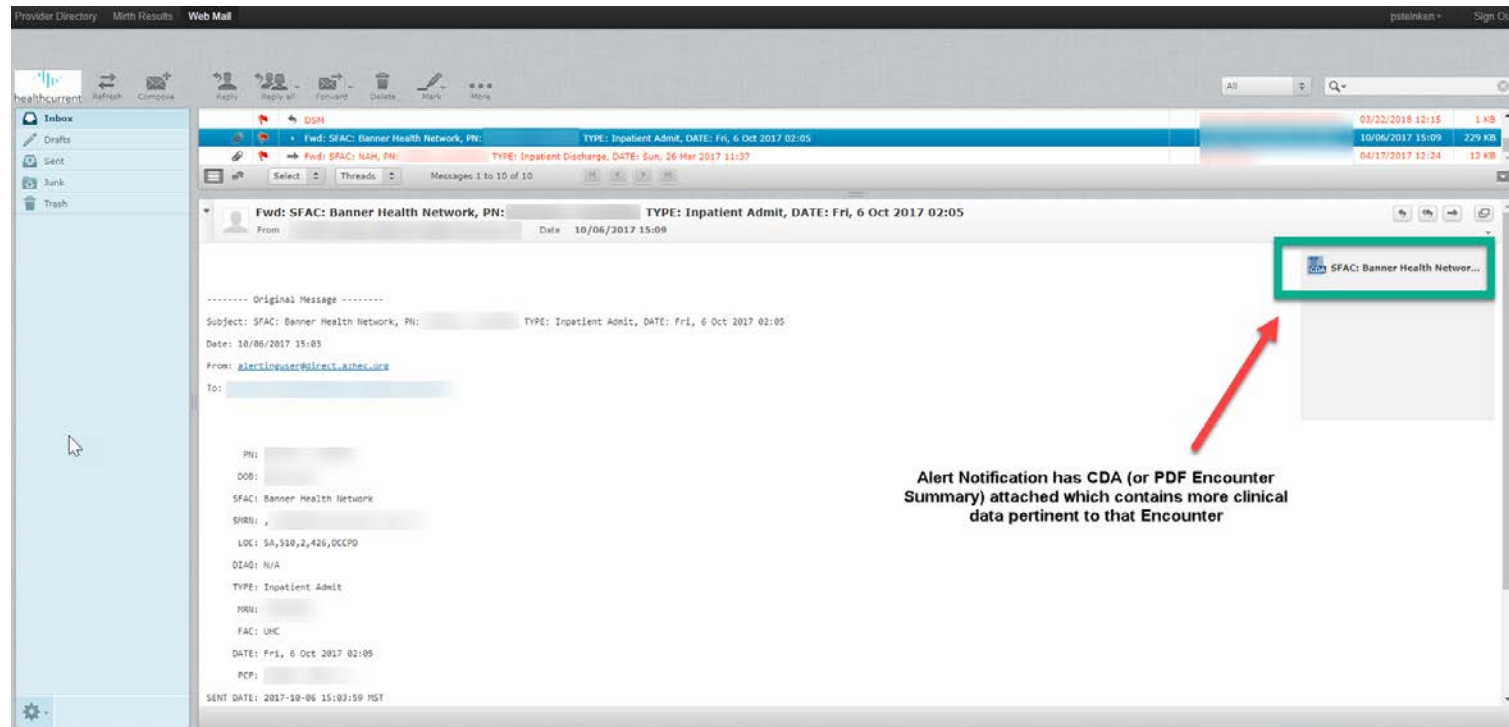 Provider Directory Mirth Results Web Mail psteinken Sign Ou
healthcurrent Refresh Compose Reply Reply all Forward Delete Mark More All
Inbox
Drafts
Sent
Junk
Trash
DSM 03/22/2018 12:15 1 KB
Fwd: SFAC: Banner Health Network, PN: TYPE: Inpatient Admit, DATE: Fri, 6 Oct 2017 02:05 10/06/2017 15:09 229 KB
Fwd: SFAC: NAH, PN: TYPE: Inpatient Discharge, DATE: Sun, 26 Mar 2017 11:37 04/17/2017 12:24 12 KB
Select Threads Messages 1 to 10 of 10
Fwd: SFAC: Banner Health Network, PN: TYPE: Inpatient Admit, DATE: Fri, 6 Oct 2017 02:05
From Date 10/06/2017 15:09
CDA SFAC: Banner Health Networ...
-------- Original Message --------
Subject: SFAC: Banner Health Network, PN: TYPE: Inpatient Admit, DATE: Fri, 6 Oct 2017 02:05
Date: 10/06/2017 15:03
From: alertinguser@direct.azhec.org
To:
PN:
DOB:
SFAC: Banner Health Network
SMRN: ,
LOC: SA,510,2,426,OCCPD
DIAG: N/A
TYPE: Inpatient Admit
MRN:
FAC: UHC
DATE: Fri, 6 Oct 2017 02:05
PCP:
SENT DATE: 2017-10-06 15:03:59 MST
Alert Notification has CDA (or PDF Encounter
Summary) attached which contains more clinical
data pertinent to that Encounter